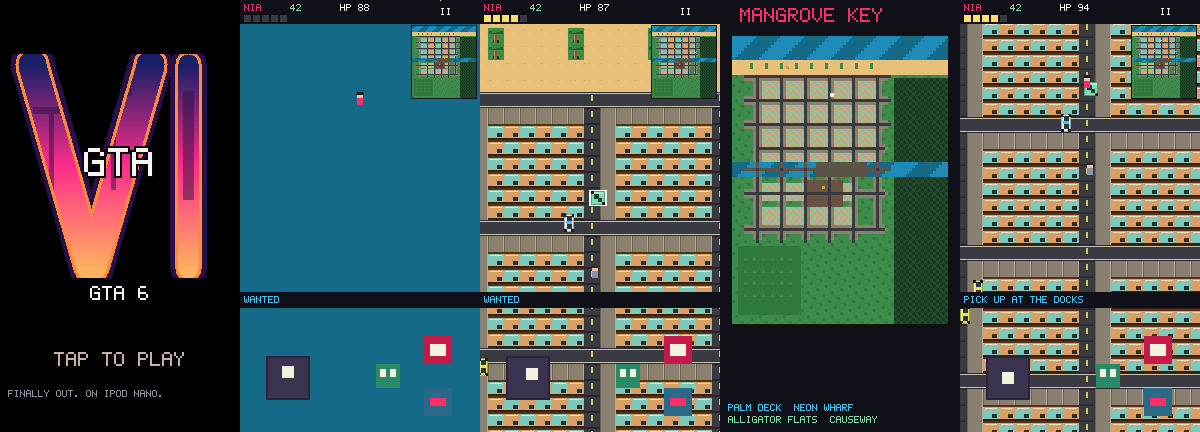 GTA
GTA 6
TAP TO PLAY
FINALLY OUT. ON IPOD NANO.
NIA 42 HP 88 II
WANTED
NIA 42 HP 87 II
WANTED
MANGROVE KEY
PALM DECK NEON WHARF
ALLIGATOR FLATS CAUSEWAY
NIA 42 HP 94 II
PICK UP AT THE DOCKS